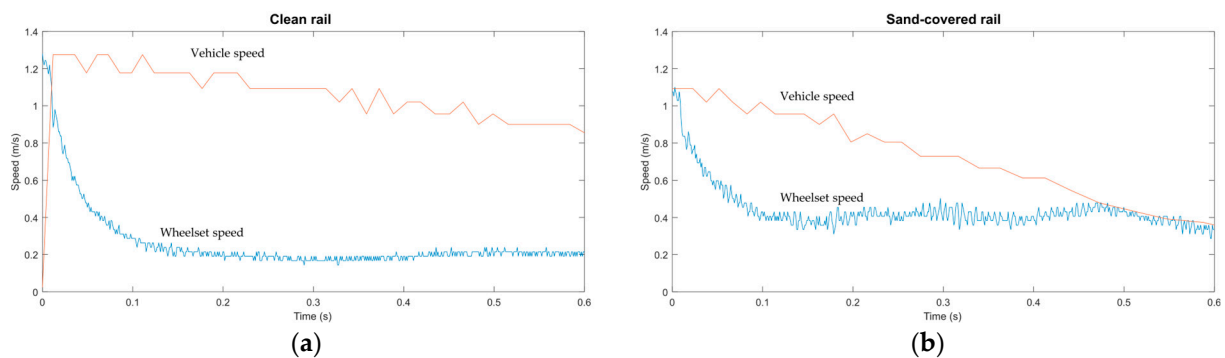 Clean rail
1.4
1.2
1
0.8
0.6
0.4
0.2
0
Speed (m/s)
Vehicle speed
Wheelset speed
0 0.1 0.2 0.3 0.4 0.5 0.6
Time (s)
(a)
Sand-covered rail
1.4
1.2
1
0.8
0.6
0.4
0.2
0
Speed (m/s)
Vehicle speed
Wheelset speed
0 0.1 0.2 0.3 0.4 0.5 0.6
Time (s)
(b)